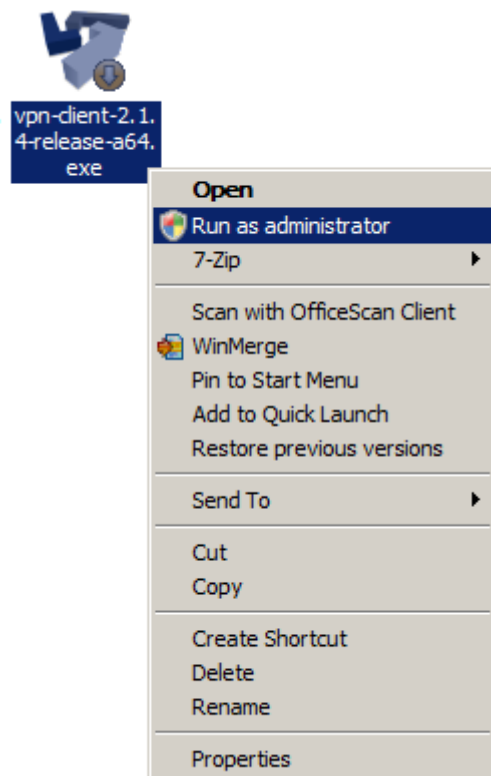 vpn-client-2.1.
4-release-a64.
exe
Open
Run as administrator
7-Zip
Scan with OfficeScan Client
WinMerge
Pin to Start Menu
Add to Quick Launch
Restore previous versions
Send To
Cut
Copy
Create Shortcut
Delete
Rename
Properties